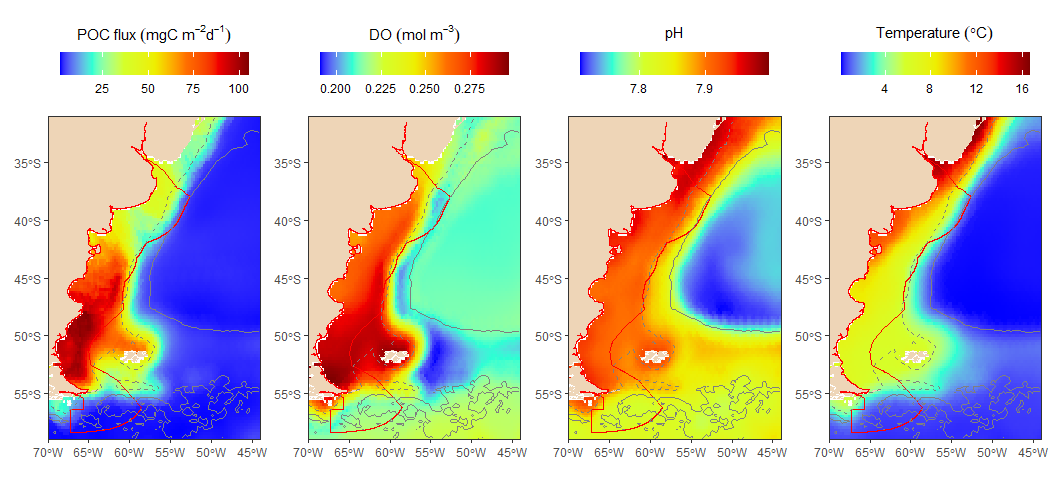 POC flux (mgC m⁻²d⁻¹)
25 50 75 100
DO (mol m⁻³)
0.200 0.225 0.250 0.275
pH
7.8 7.9
Temperature (°C)
4 8 12 16
35°S
40°S
45°S
50°S
55°S
70°W 65°W 60°W 55°W 50°W 45°W
35°S
40°S
45°S
50°S
55°S
70°W 65°W 60°W 55°W 50°W 45°W
35°S
40°S
45°S
50°S
55°S
70°W 65°W 60°W 55°W 50°W 45°W
35°S
40°S
45°S
50°S
55°S
70°W 65°W 60°W 55°W 50°W 45°W